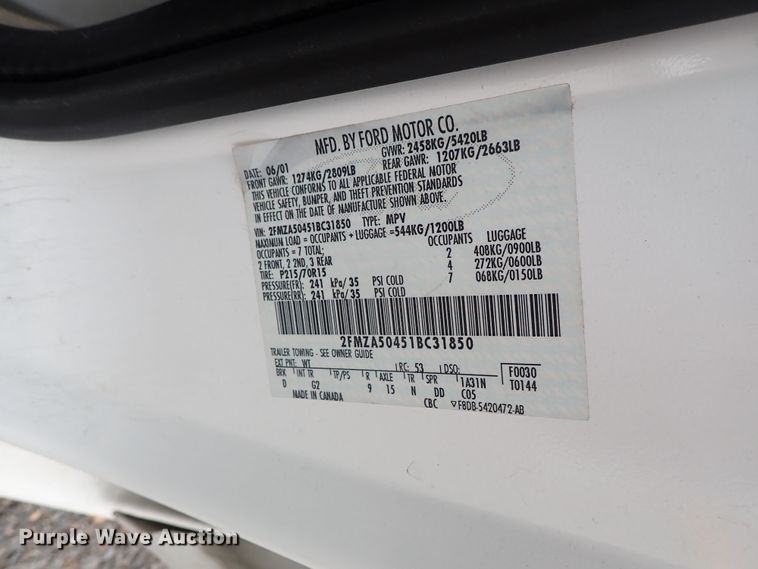 MFD. BY FORD MOTOR CO.
DATE: 06/01 GVWR: 2458KG/5420LB
FRONT GAWR: 1274KG/2809LB REAR GAWR: 1207KG/2663LB
THIS VEHICLE CONFORMS TO ALL APPLICABLE FEDERAL MOTOR
VEHICLE SAFETY, BUMPER, AND THEFT PREVENTION STANDARDS
IN EFFECT ON THE DATE OF MANUFACTURE SHOWN ABOVE.
VIN: 2FMZA50451BC31850 TYPE: MPV
MAXIMUM LOAD = OCCUPANTS + LUGGAGE =544KG/1200LB
OCCUPANTS = 7 TOTAL: OCCUPANTS LUGGAGE
2 FRONT, 2 2ND, 3 REAR 2 408KG/0900LB
TIRE: P215/70R15 4 272KG/0600LB
PRESSURE(FR): 241 kPa/ 35 PSI COLD 7 068KG/0150LB
PRESSURE(RR): 241 kPa/ 35 PSI COLD
2FMZA50451BC31850
TRAILER TOWING - SEE OWNER GUIDE
EXT PNT: WT RC: 53 DSO: F0030
BRK INT TR TP/PS R AXLE TR SPR 1A31N T0144
D G2 9 15 N DD C05
MADE IN CANADA CBC F8DB-5420472-AB
Purple Wave Auction